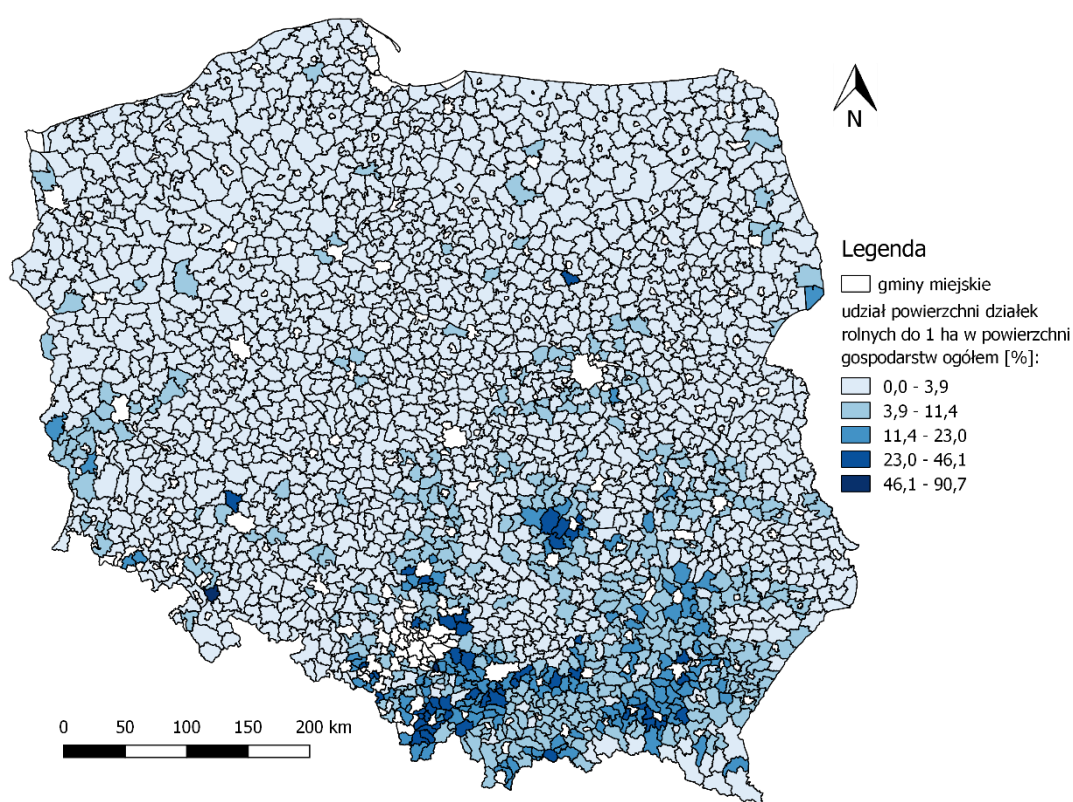 N
Legenda
gminy miejskie
udział powierzchni działek
rolnych do 1 ha w powierzchni
gospodarstw ogółem [%]:
0,0 - 3,9
3,9 - 11,4
11,4 - 23,0
23,0 - 46,1
46,1 - 90,7
0 50 100 150 200 km